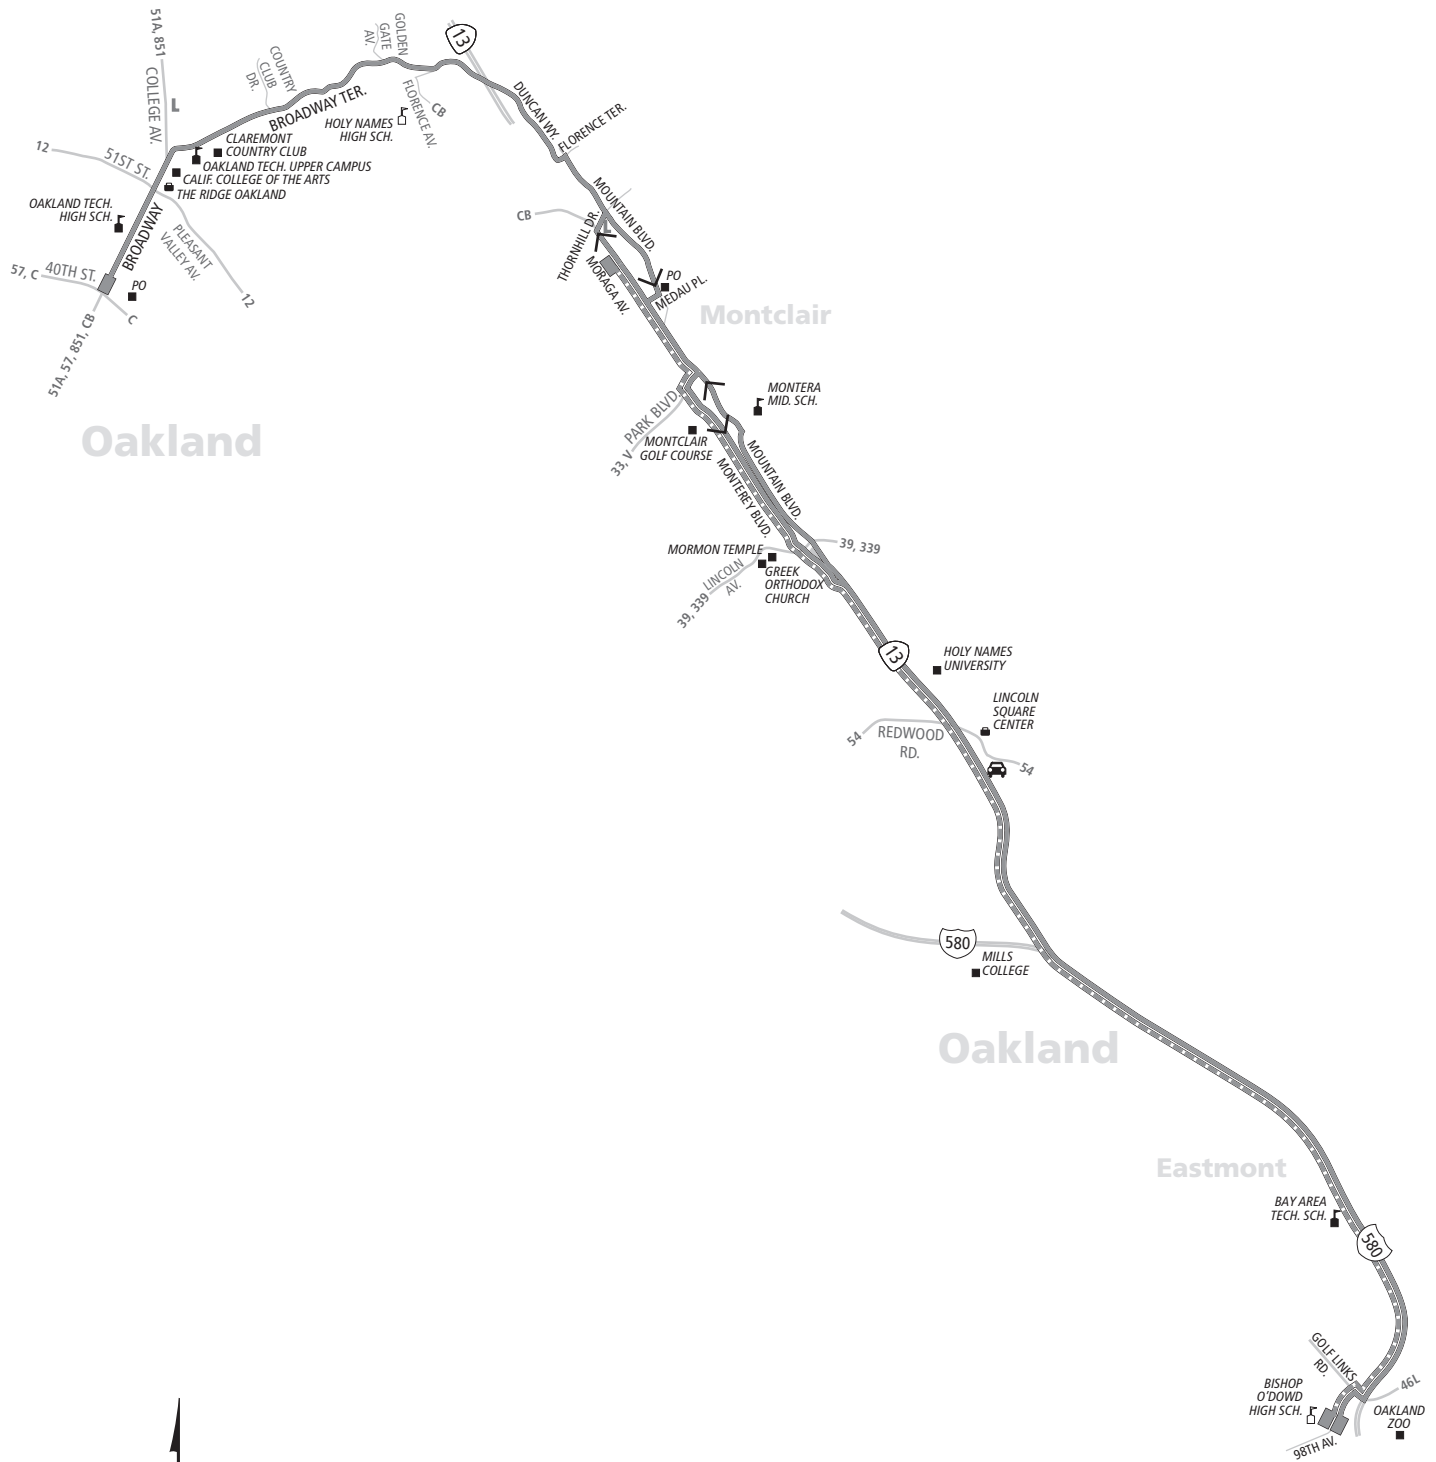 51A, 851
COLLEGE AV.
L
COUNTRY
CLUB
DR.
GOLDEN
GATE
AV.
13
BROADWAY TER.
HOLY NAMES
HIGH SCH.
FLORENCE AV.
CB
DUNCAN WY.
FLORENCE TER.
12
51ST ST.
CLAREMONT
COUNTRY CLUB
OAKLAND TECH. UPPER CAMPUS
CALIF. COLLEGE OF THE ARTS
THE RIDGE OAKLAND
OAKLAND TECH.
HIGH SCH.
BROADWAY
PLEASANT
VALLEY AV.
12
57, C
40TH ST.
PO
C
51A, 57, 851, CB
Oakland
CB
THORNHILL DR.
L
MOUNTAIN BLVD.
MORAGA AV.
PO
MEDAU PL.
Montclair
PARK BLVD.
33, V
MONTERA
MID. SCH.
MONTCLAIR
GOLF COURSE
MOUNTAIN BLVD.
MONTEREY BLVD.
MORMON TEMPLE
39, 339
GREEK
ORTHODOX
CHURCH
LINCOLN
AV.
39, 339
13
HOLY NAMES
UNIVERSITY
LINCOLN
SQUARE
CENTER
54
REDWOOD
RD.
54
580
MILLS
COLLEGE
Oakland
Eastmont
BAY AREA
TECH. SCH.
580
GOLF LINKS
RD.
BISHOP
O'DOWD
HIGH SCH.
46L
OAKLAND
ZOO
98TH AV.